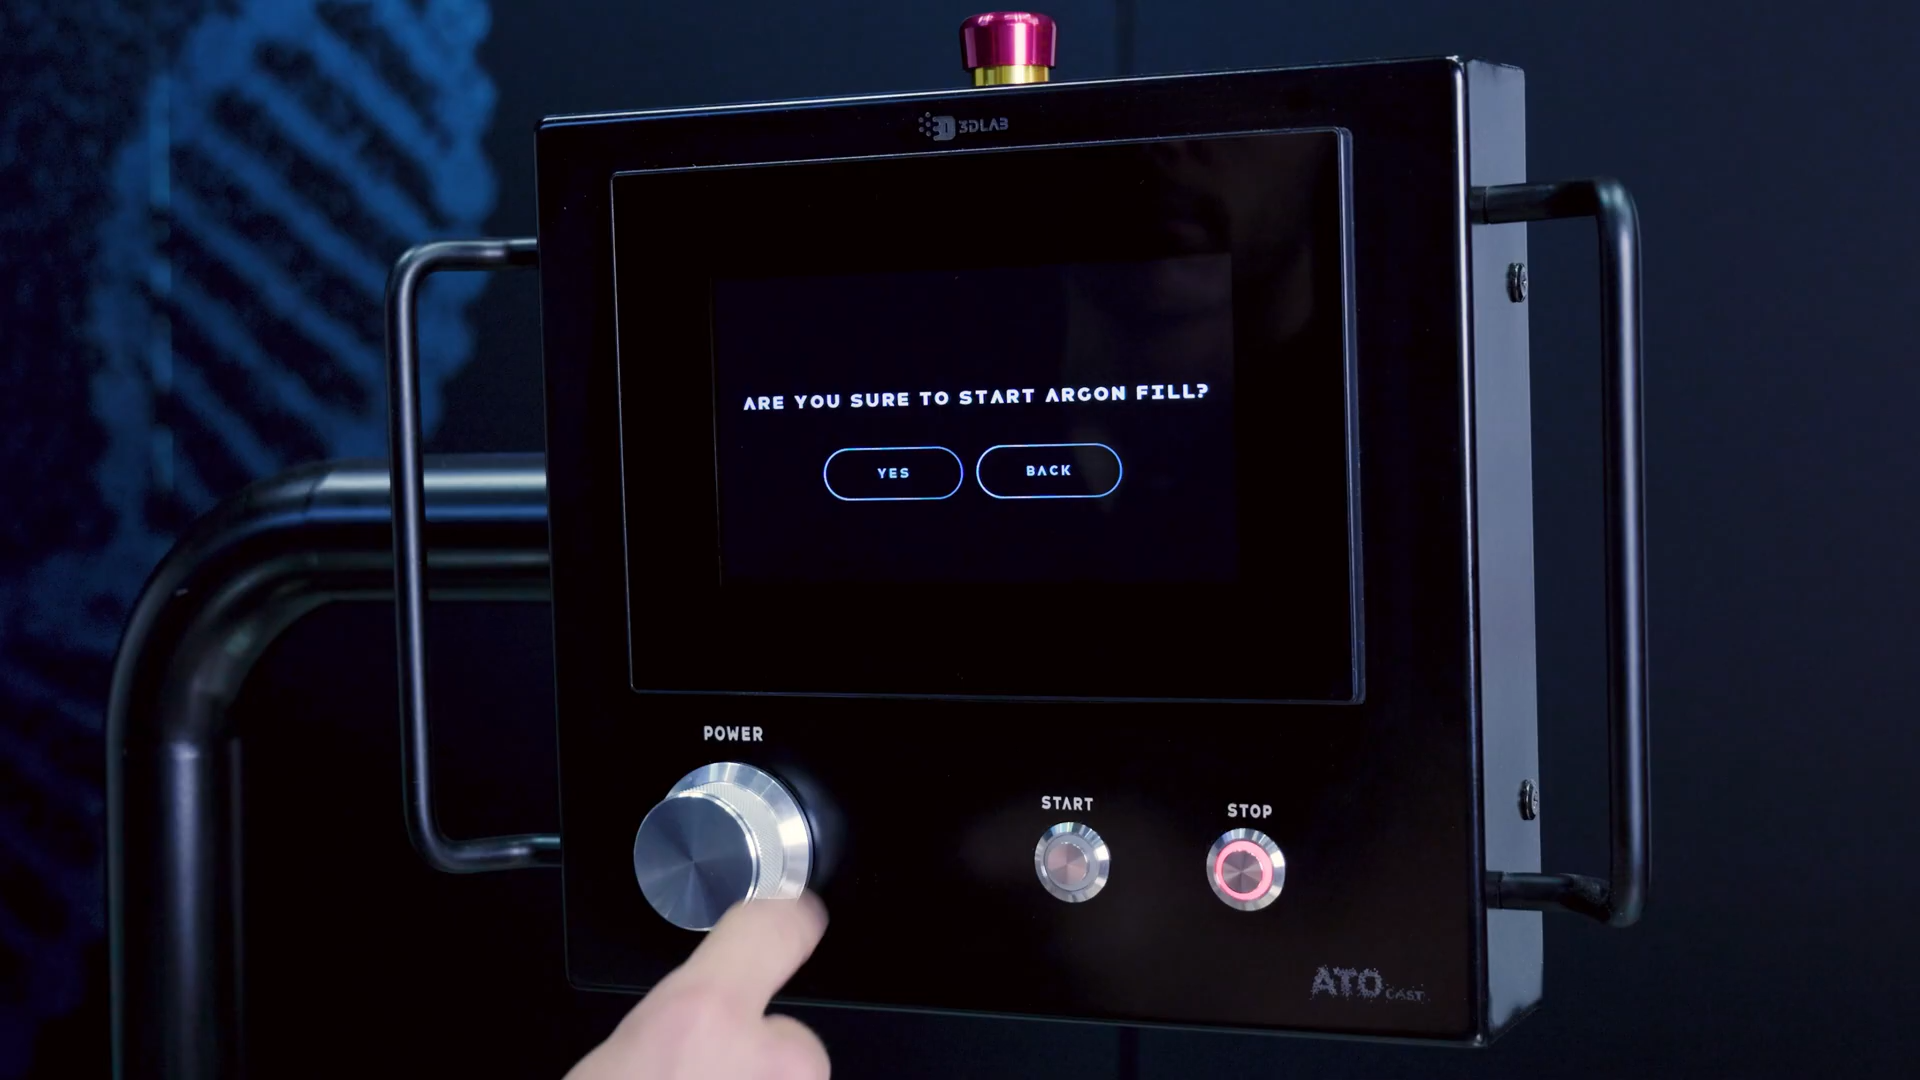 3DLAB
ARE YOU SURE TO START ARGON FILL?
YES
BACK
POWER
START
STOP
ATO CAST